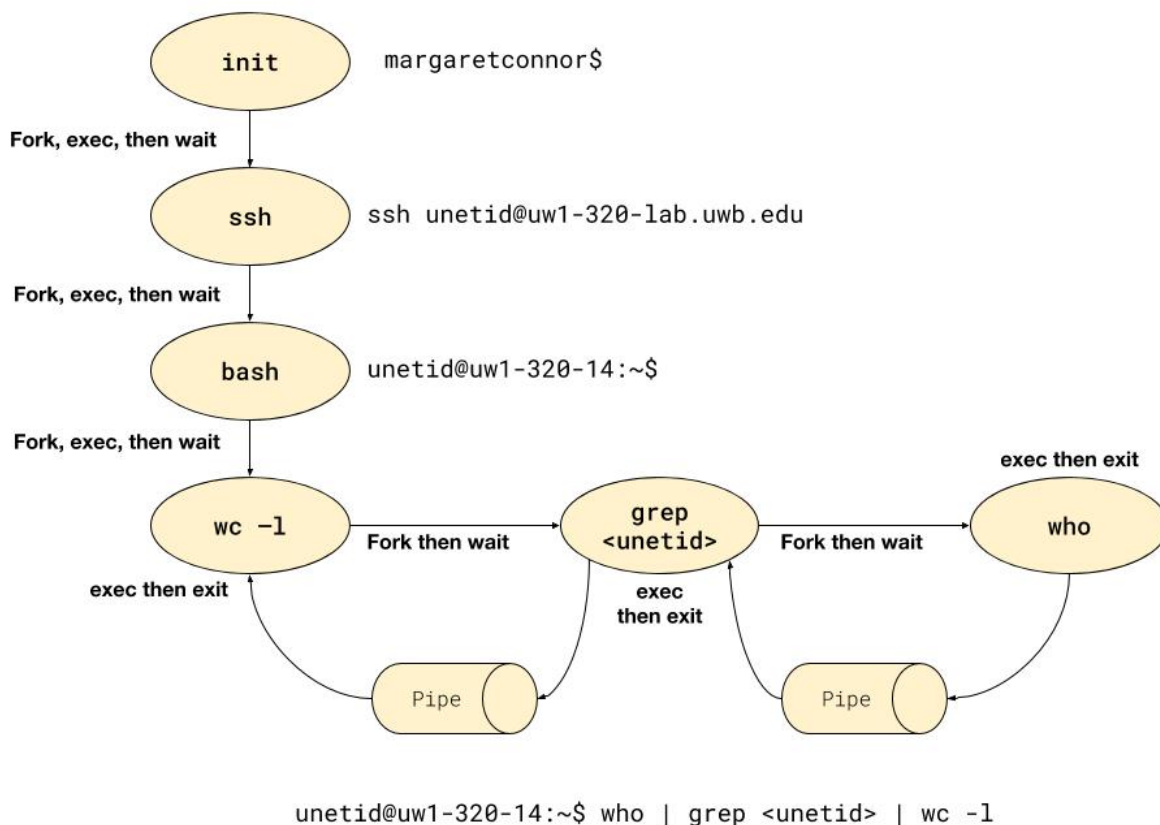 init
margaretconnor$
Fork, exec, then wait
ssh
ssh unetid@uw1-320-lab.uwb.edu
Fork, exec, then wait
bash
unetid@uw1-320-14:~$
Fork, exec, then wait
exec then exit
wc –l
Fork then wait
grep
<unetid>
Fork then wait
who
exec then exit
exec
then exit
Pipe
Pipe
unetid@uw1-320-14:~$ who | grep <unetid> | wc -l